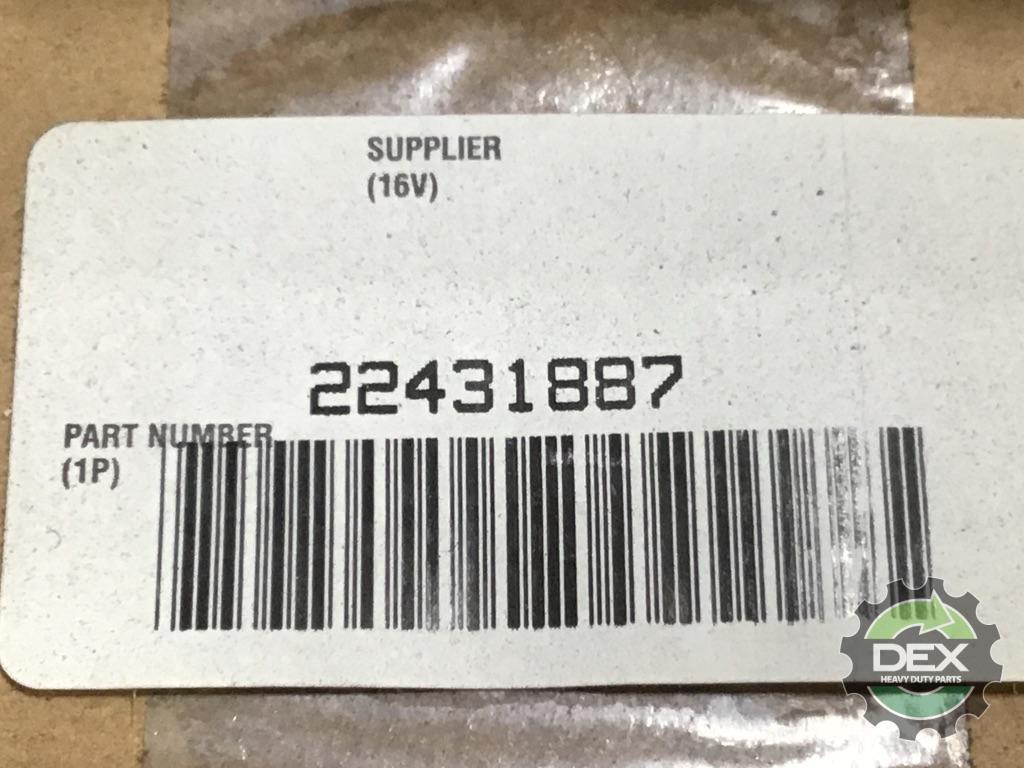 SUPPLIER
(16V)
22431887
PART NUMBER
(1P)
DEX
HEAVY DUTY PARTS